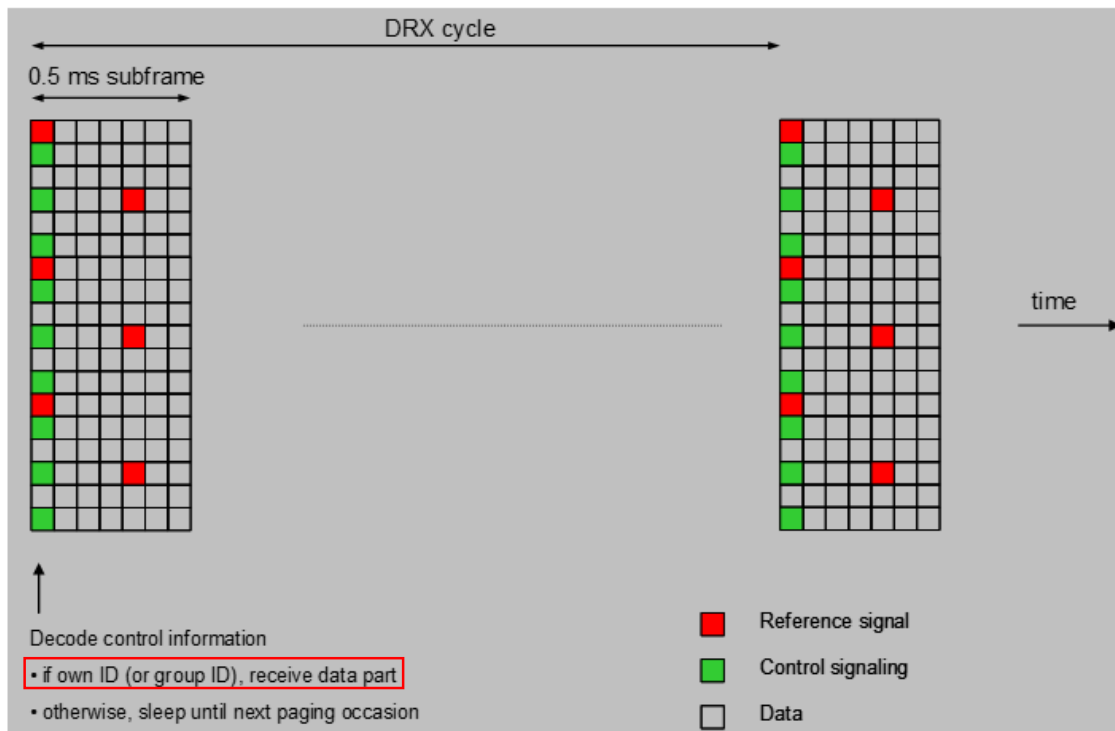 DRX cycle
0.5 ms subframe
time
Decode control information
• if own ID (or group ID), receive data part
• otherwise, sleep until next paging occasion
Reference signal
Control signaling
Data